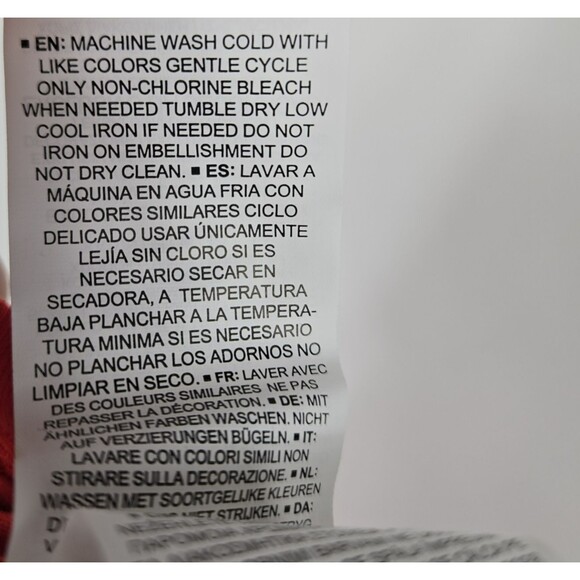 ▪ EN: MACHINE WASH COLD WITH
LIKE COLORS GENTLE CYCLE
ONLY NON-CHLORINE BLEACH
WHEN NEEDED TUMBLE DRY LOW
COOL IRON IF NEEDED DO NOT
IRON ON EMBELLISHMENT DO
NOT DRY CLEAN. ▪ ES: LAVAR A
MÁQUINA EN AGUA FRIA CON
COLORES SIMILARES CICLO
DELICADO USAR ÚNICAMENTE
LEJÍA SIN CLORO SI ES
NECESARIO SECAR EN
SECADORA, A TEMPERATURA
BAJA PLANCHAR A LA TEMPERA-
TURA MINIMA SI ES NECESARIO
NO PLANCHAR LOS ADORNOS NO
LIMPIAR EN SECO. ▪ FR: LAVER AVEC
DES COULEURS SIMILAIRES NE PAS
REPASSER LA DÉCORATION. ▪ DE: MIT
ÄHNLICHEN FARBEN WASCHEN. NICHT
AUF VERZIERUNGEN BÜGELN. ▪ IT:
LAVARE CON COLORI SIMILI NON
STIRARE SULLA DECORAZIONE. ▪ NL:
WASSEN MET SOORTGELIJKE KLEUREN
NIET STRIJKEN. ▪ DA: